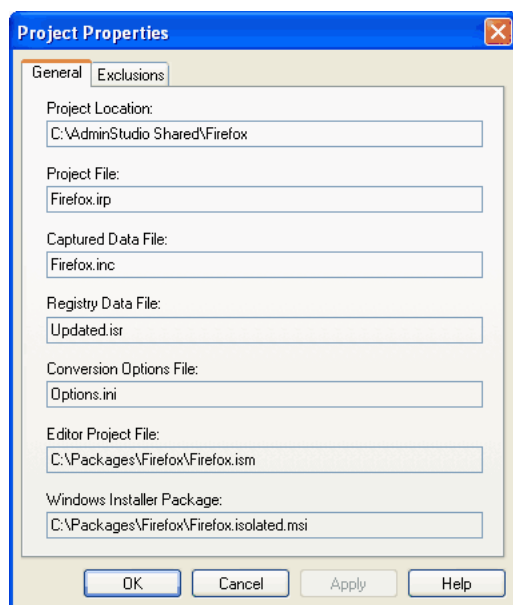 Project Properties
General Exclusions
Project Location:
C:\AdminStudio Shared\Firefox
Project File:
Firefox.irp
Captured Data File:
Firefox.inc
Registry Data File:
Updated.isr
Conversion Options File:
Options.ini
Editor Project File:
C:\Packages\Firefox\Firefox.ism
Windows Installer Package:
C:\Packages\Firefox\Firefox.isolated.msi
OK Cancel Apply Help